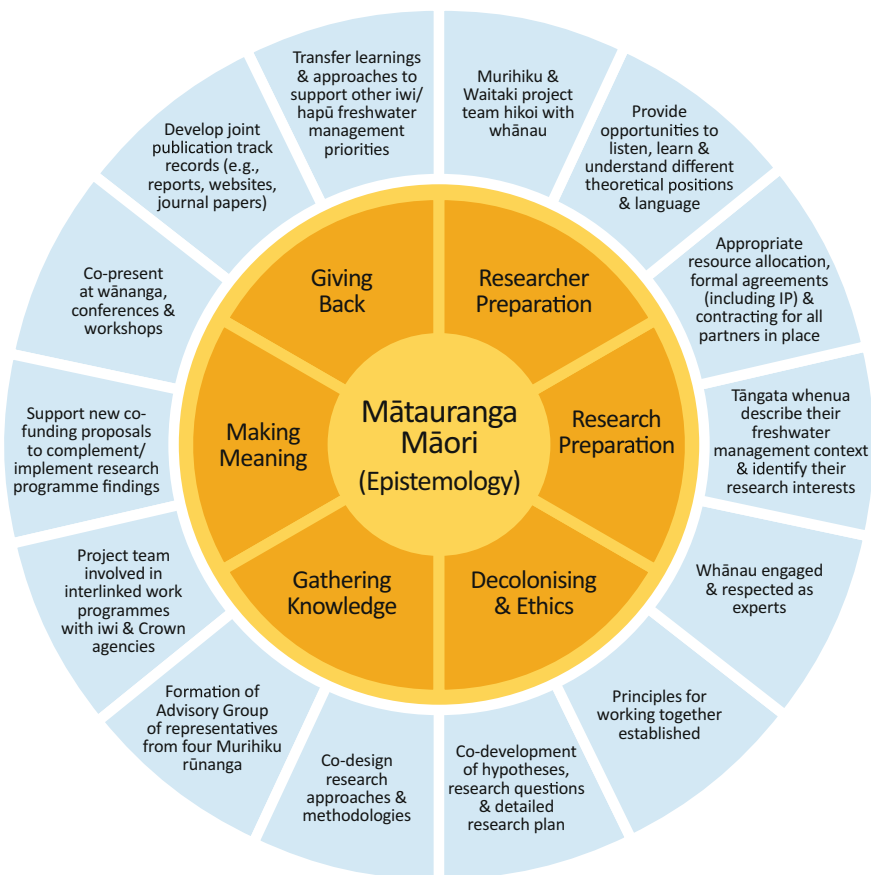 Mātauranga
Māori
(Epistemology)
Researcher
Preparation
Research
Preparation
Decolonising
& Ethics
Gathering
Knowledge
Making
Meaning
Giving
Back
Murihiku &
Waitaki project
team hikoi with
whānau
Provide
opportunities to
listen, learn &
understand different
theoretical positions
& language
Appropriate
resource allocation,
formal agreements
(including IP) &
contracting for all
partners in place
Tāngata whenua
describe their
freshwater
management context
& identify their
research interests
Whānau engaged
& respected as
experts
Principles for
working together
established
Co-development
of hypotheses,
research questions
& detailed
research plan
Co-design
research
approaches &
methodologies
Formation of
Advisory Group
of representatives
from four Murihiku
rūnanga
Project team
involved in
interlinked work
programmes
with iwi & Crown
agencies
Support new co-
funding proposals
to complement/
implement research
programme findings
Co-present
at wānanga,
conferences &
workshops
Develop joint
publication track
records (e.g.,
reports, websites,
journal papers)
Transfer learnings
& approaches to
support other iwi/
hapū freshwater
management
priorities